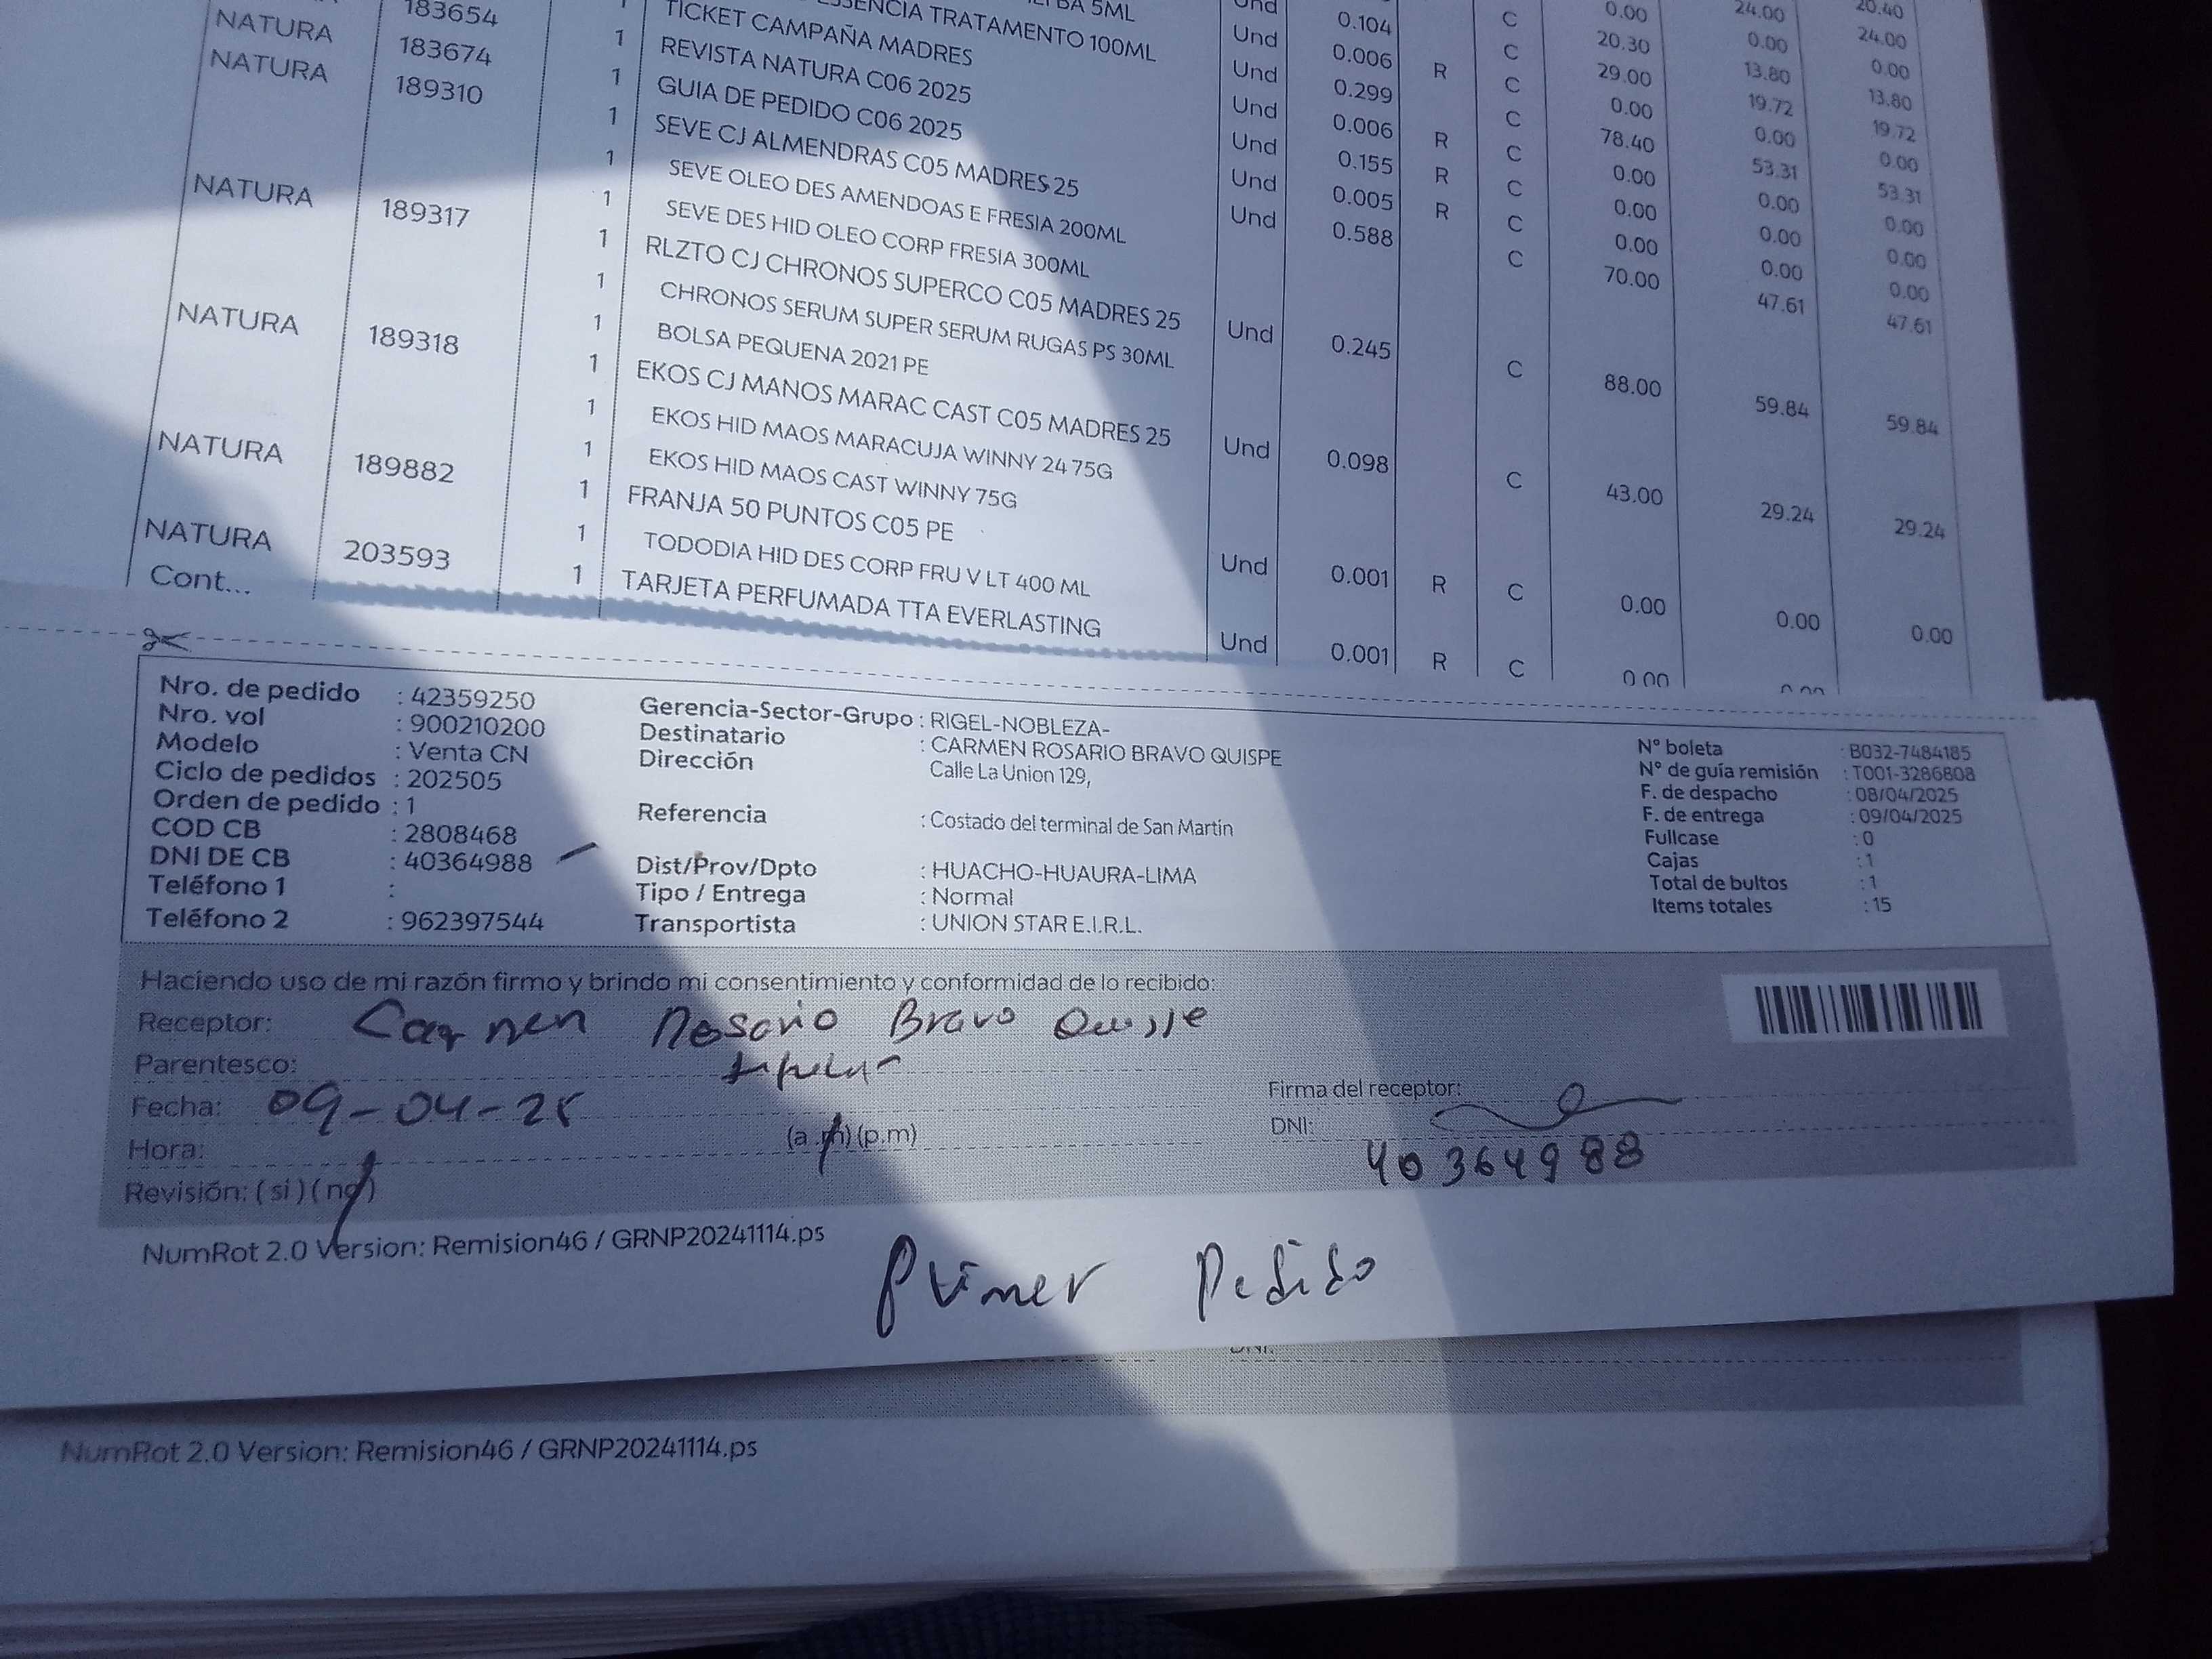 BA 5ML
ESSENCIA TRATAMENTO 100ML Und 0.104 C 0.00 24.00 20.40
NATURA 183654 1 TICKET CAMPAÑA MADRES Und 0.006 R C 20.30 0.00 24.00
NATURA 183674 1 REVISTA NATURA C06 2025 Und 0.299 C 29.00 13.80 0.00
189310 1 GUIA DE PEDIDO C06 2025 Und 0.006 R C 0.00 19.72 13.80
1 SEVE CJ ALMENDRAS C05 MADRES 25 Und 0.155 R C 78.40 0.00 19.72
1 SEVE OLEO DES AMENDOAS E FRESIA 200ML Und 0.005 R C 0.00 53.31 0.00
NATURA 189317 1 SEVE DES HID OLEO CORP FRESIA 300ML Und 0.588 C 0.00 0.00 53.31
1 RLZTO CJ CHRONOS SUPERCO C05 MADRES 25 Und 0.245 C 0.00 0.00 0.00
1 CHRONOS SERUM SUPER SERUM RUGAS PS 30ML 70.00 0.00 0.00
1 BOLSA PEQUENA 2021 PE 47.61 0.00
NATURA 189318 1 EKOS CJ MANOS MARAC CAST C05 MADRES 25 Und 0.098 C 88.00 59.84 47.61
1 EKOS HID MAOS MARACUJA WINNY 24 75G 59.84
1 EKOS HID MAOS CAST WINNY 75G
NATURA 189882 1 FRANJA 50 PUNTOS C05 PE Und 0.001 R C 43.00 29.24 29.24
1 TODODIA HID DES CORP FRU V LT 400 ML
NATURA 203593 1 TARJETA PERFUMADA TTA EVERLASTING Und 0.001 R C 0.00 0.00 0.00
Cont... 0.00 0.00
Nro. de pedido : 42359250
Nro. vol : 900210200
Modelo : Venta CN
Ciclo de pedidos : 202505
Orden de pedido : 1
COD CB : 2808468
DNI DE CB : 40364988
Teléfono 1 :
Teléfono 2 : 962397544
Gerencia-Sector-Grupo : RIGEL-NOBLEZA-
Destinatario : CARMEN ROSARIO BRAVO QUISPE
Dirección Calle La Union 129,
Referencia : Costado del terminal de San Martin
Dist/Prov/Dpto : HUACHO-HUAURA-LIMA
Tipo / Entrega : Normal
Transportista : UNION STAR E.I.R.L.
N° boleta : B032-7484185
N° de guía remisión : T001-3286808
F. de despacho : 08/04/2025
F. de entrega : 09/04/2025
Fullcase : 0
Cajas : 1
Total de bultos : 1
Items totales : 15
Haciendo uso de mi razón firmo y brindo mi consentimiento y conformidad de lo recibido:
Receptor: Carmen Rosario Bravo Quispe
Parentesco: titular
Fecha: 09-04-25
Hora: (a.m) (p.m)
Revisión: (si) (no)
Firma del receptor:
DNI: 40364988
NumRot 2.0 Version: Remision46 / GRNP20241114.ps
Primer Pedido
DNI:
NumRot 2.0 Version: Remision46 / GRNP20241114.ps